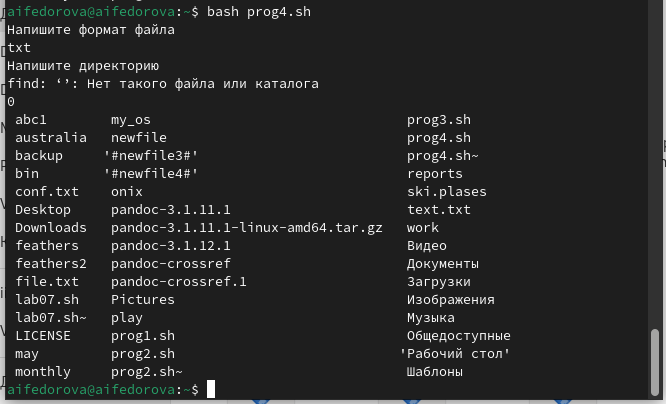 aifedorova@aifedorova:~$ bash prog4.sh
Напишите формат файла
txt
Напишите директорию
find: ‘’: Нет такого файла или каталога
0
abc1 my_os prog3.sh
australia newfile prog4.sh
backup '#newfile3#' prog4.sh~
bin '#newfile4#' reports
conf.txt onix ski.plases
Desktop pandoc-3.1.11.1 text.txt
Downloads pandoc-3.1.11.1-linux-amd64.tar.gz work
feathers pandoc-3.1.12.1 Видео
feathers2 pandoc-crossref Документы
file.txt pandoc-crossref.1 Загрузки
lab07.sh Pictures Изображения
lab07.sh~ play Музыка
LICENSE prog1.sh Общедоступные
may prog2.sh 'Рабочий стол'
monthly prog2.sh~ Шаблоны
aifedorova@aifedorova:~$